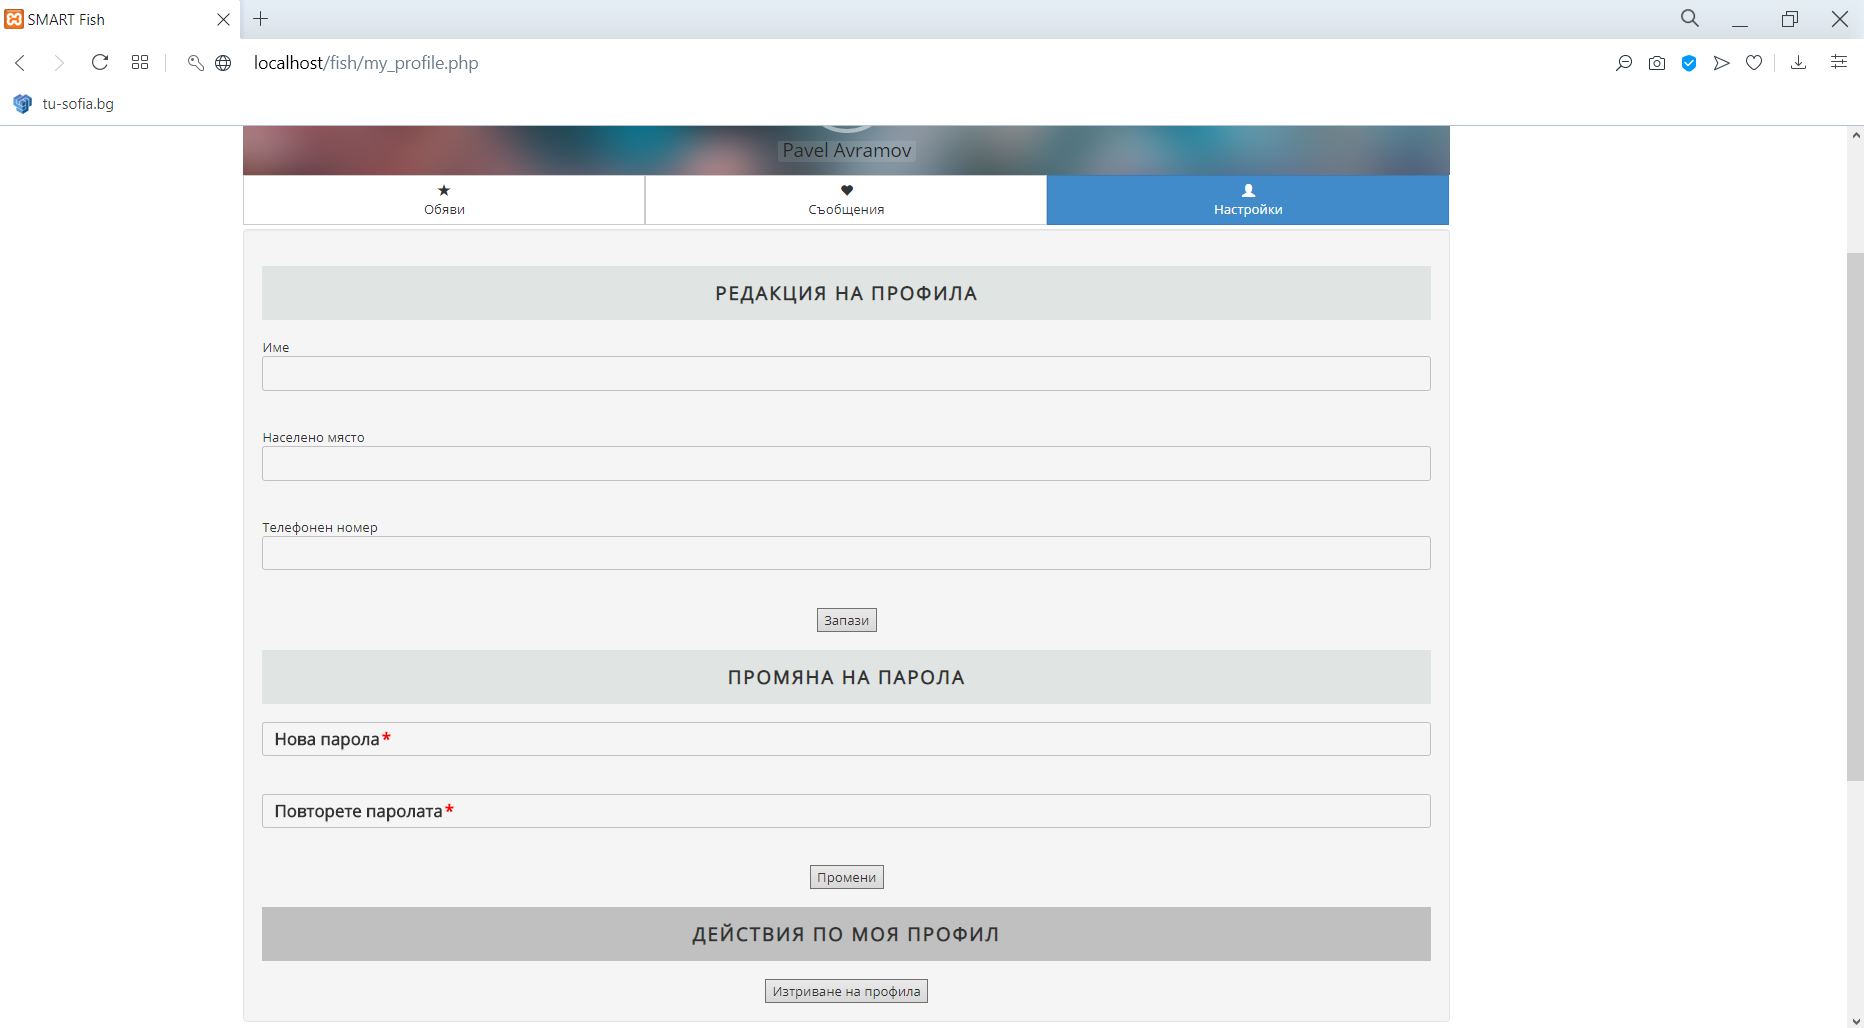 SMART Fish
localhost/fish/my_profile.php
tu-sofia.bg
Pavel Avramov
Обяви
Съобщения
Настройки
РЕДАКЦИЯ НА ПРОФИЛА
Име
Населено място
Телефонен номер
Запази
ПРОМЯНА НА ПАРОЛА
Нова парола*
Повторете паролата*
Промени
ДЕЙСТВИЯ ПО МОЯ ПРОФИЛ
Изтриване на профила